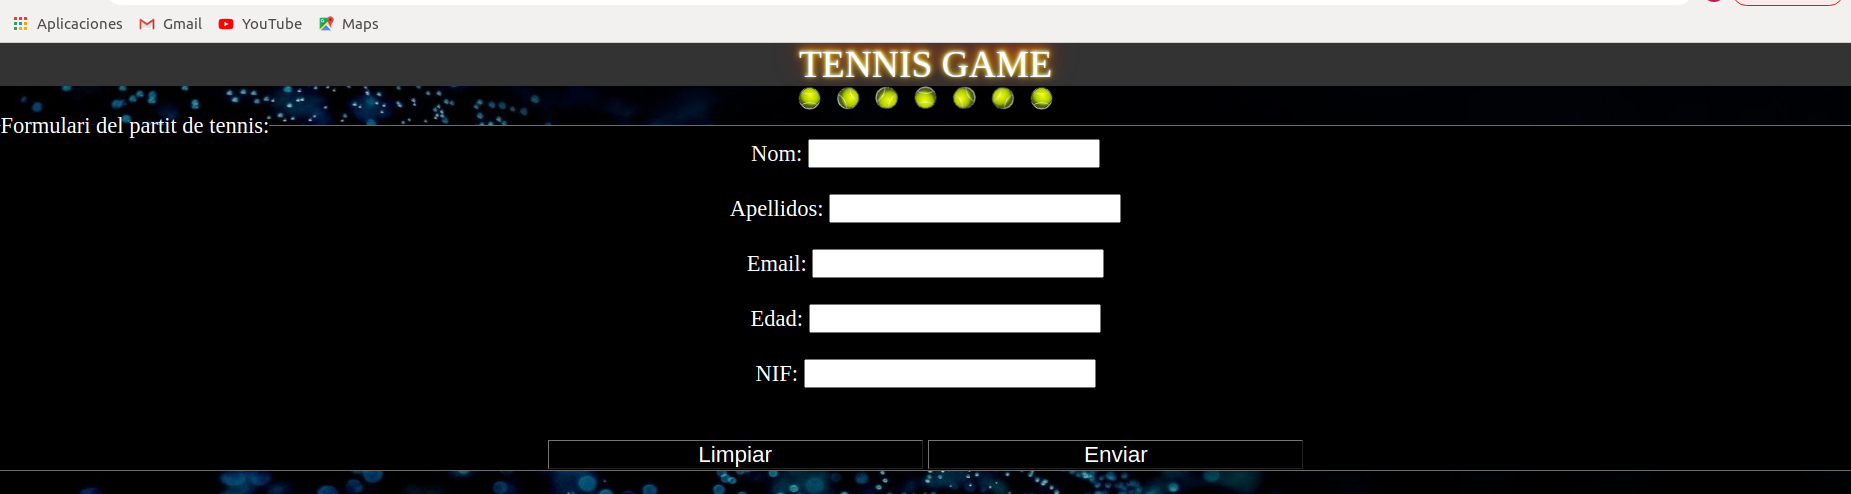 Aplicaciones Gmail YouTube Maps
TENNIS GAME
Formulari del partit de tennis:
Nom:
Apellidos:
Email:
Edad:
NIF:
Limpiar Enviar